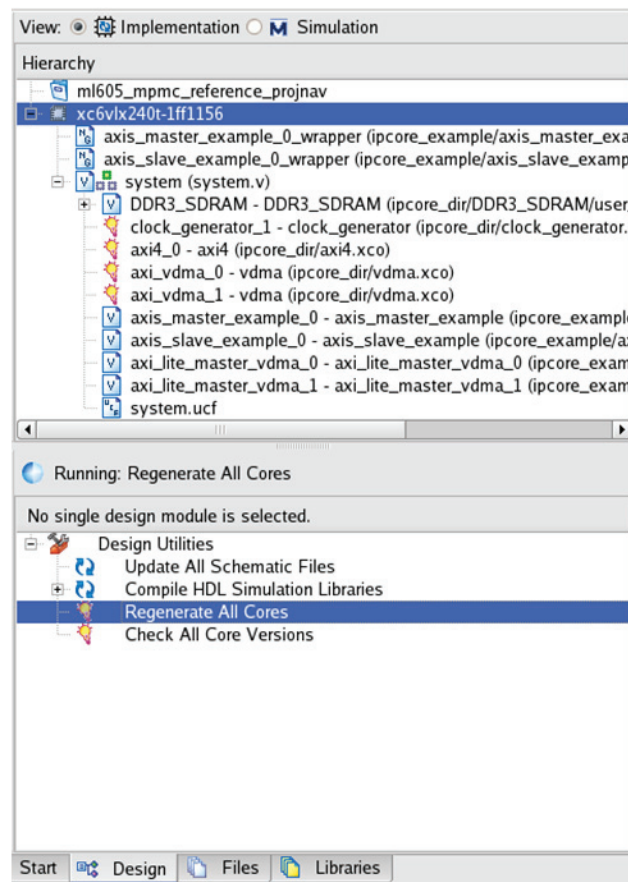 View: Implementation Simulation
Hierarchy
ml605_mpmc_reference_projnav
xc6vlx240t-1ff1156
axis_master_example_0_wrapper (ipcore_example/axis_master_exa
axis_slave_example_0_wrapper (ipcore_example/axis_slave_examp
system (system.v)
DDR3_SDRAM - DDR3_SDRAM (ipcore_dir/DDR3_SDRAM/user_
clock_generator_1 - clock_generator (ipcore_dir/clock_generator.
axi4_0 - axi4 (ipcore_dir/axi4.xco)
axi_vdma_0 - vdma (ipcore_dir/vdma.xco)
axi_vdma_1 - vdma (ipcore_dir/vdma.xco)
axis_master_example_0 - axis_master_example (ipcore_example
axis_slave_example_0 - axis_slave_example (ipcore_example/a
axi_lite_master_vdma_0 - axi_lite_master_vdma_0 (ipcore_exam
axi_lite_master_vdma_1 - axi_lite_master_vdma_1 (ipcore_exam
system.ucf
Running: Regenerate All Cores
No single design module is selected.
Design Utilities
Update All Schematic Files
Compile HDL Simulation Libraries
Regenerate All Cores
Check All Core Versions
Start Design Files Libraries